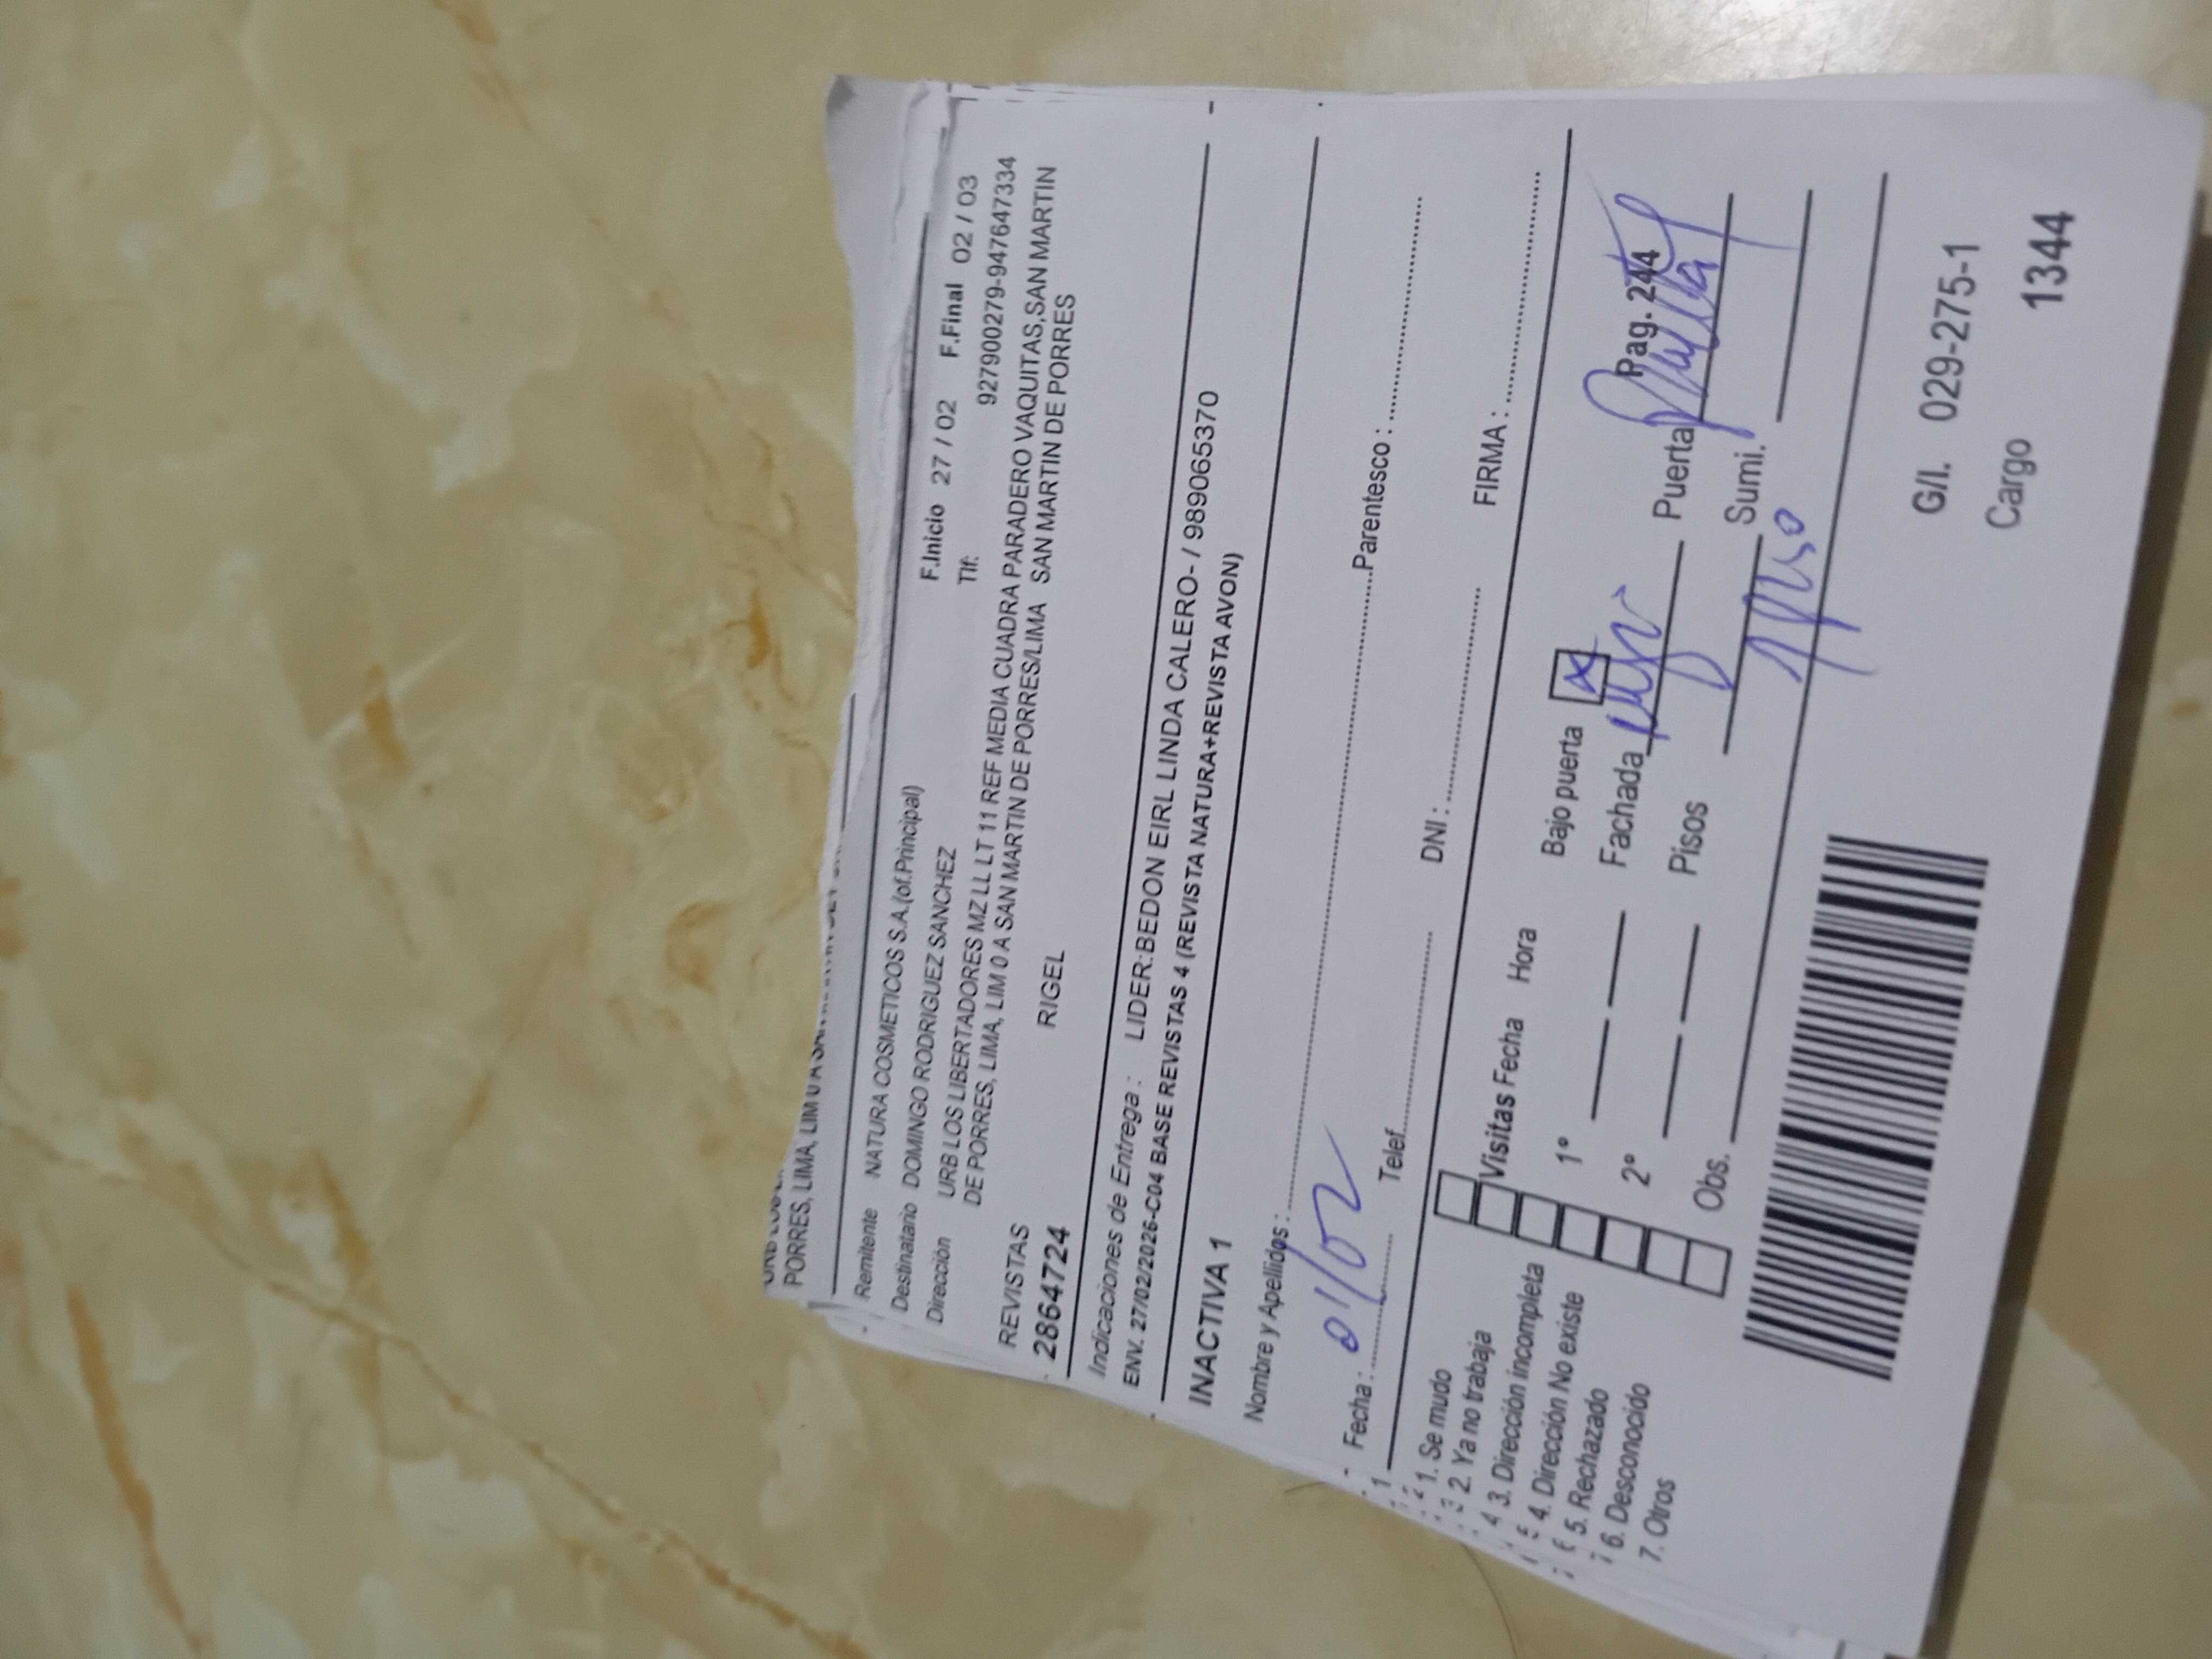 PORRES, LIMA, LIM 0 A
Remitente NATURA COSMETICOS S.A.(of.Principal) F.Inicio 27 / 02 F.Final 02 / 03
Destinatario DOMINGO RODRIGUEZ SANCHEZ Tlf: 927900279-947647334
Dirección URB LOS LIBERTADORES MZ LL LT 11 REF MEDIA CUADRA PARADERO VAQUITAS,SAN MARTIN
DE PORRES, LIMA, LIM 0 A SAN MARTIN DE PORRES/LIMA SAN MARTIN DE PORRES
REVISTAS
28647724 RIGEL
Indicaciones de Entrega : LIDER:BEDON EIRL LINDA CALERO- / 989065370
ENV. 27/02/2026-C04 BASE REVISTAS 4 (REVISTA NATURA+REVISTA AVON)
INACTIVA 1
Nombre y Apellidos :
Fecha : 01/02 Parentesco :
Telef. DNI : FIRMA :
1. Se mudo
2. Ya no trabaja
3. Dirección incompleta
4. Dirección No existe
5. Rechazado
6. Desconocido
7. Otros
Visitas Fecha Hora
1º
2º
Obs.
Bajo puerta X
Fachada
Pisos
Pag. 244
Puerta
Sumi.
G/I. 029-275-1
Cargo 1344